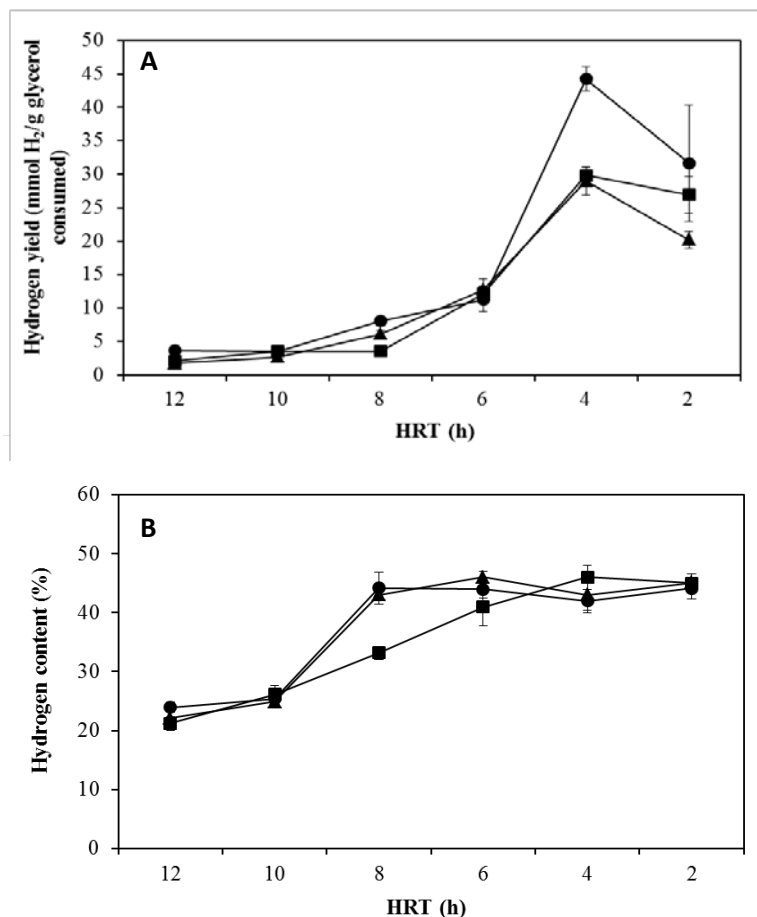 A
Hydrogen yield (mmol H₂/g glycerol
consumed)
50
45
40
35
30
25
20
15
10
5
0
12 10 8 6 4 2
HRT (h)
B
Hydrogen content (%)
60
50
40
30
20
10
0
12 10 8 6 4 2
HRT (h)